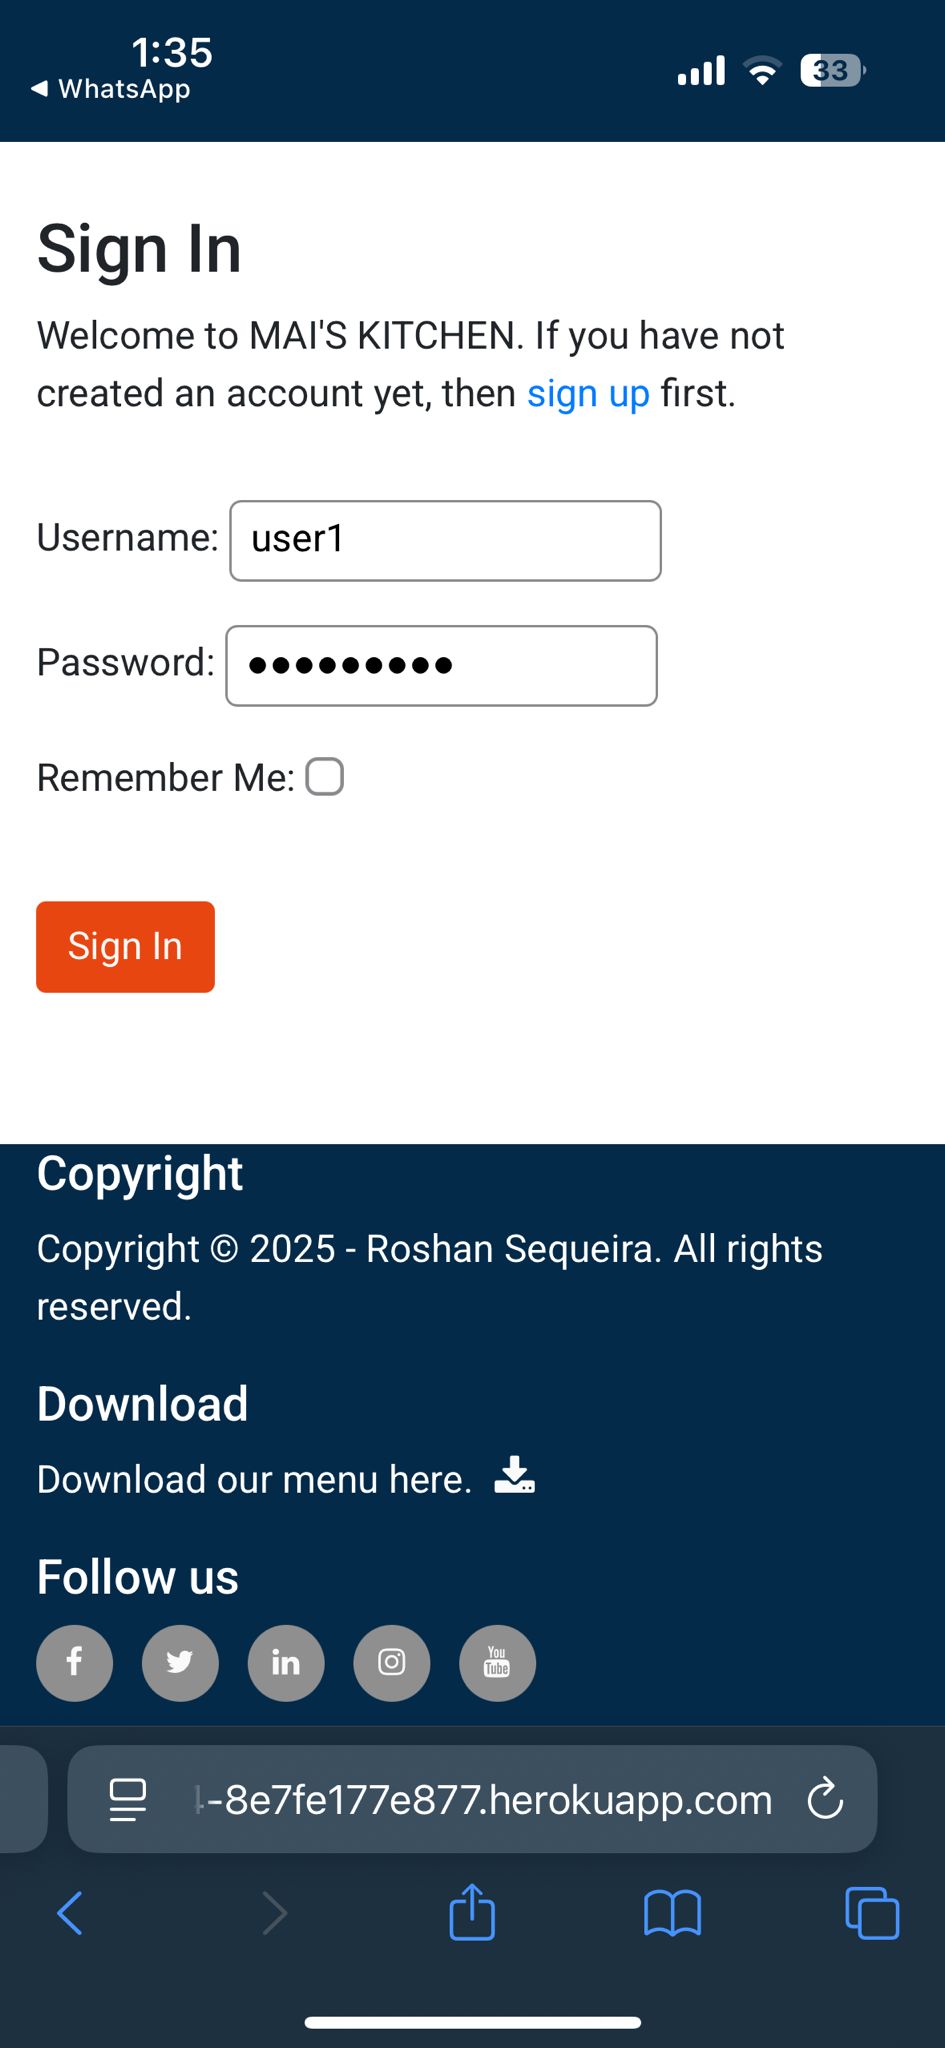 1:35
◀ WhatsApp
33
Sign In
Welcome to MAI'S KITCHEN. If you have not
created an account yet, then sign up first.
Username: user1
Password: •••••••••
Remember Me:
Sign In
Copyright
Copyright © 2025 - Roshan Sequeira. All rights
reserved.
Download
Download our menu here.
Follow us
f
in
You
Tube
-8e7fe177e877.herokuapp.com